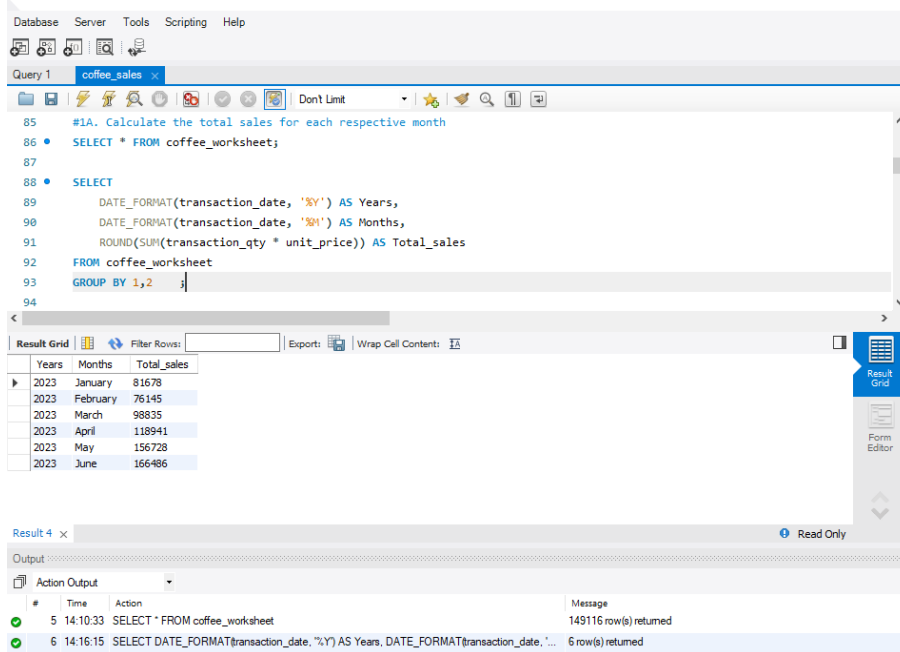 Database Server Tools Scripting Help
Query 1 coffee_sales ×
Don't Limit
85 #1A. Calculate the total sales for each respective month
86 SELECT * FROM coffee_worksheet;
87
88 SELECT
89 DATE_FORMAT(transaction_date, '%Y') AS Years,
90 DATE_FORMAT(transaction_date, '%M') AS Months,
91 ROUND(SUM(transaction_qty * unit_price)) AS Total_sales
92 FROM coffee_worksheet
93 GROUP BY 1,2 ;
94
Result Grid Filter Rows: Export: Wrap Cell Content: IA
Years Months Total_sales
2023 January 81678
2023 February 76145
2023 March 98835
2023 April 118941
2023 May 156728
2023 June 166486
Result Grid
Form Editor
Result 4 × Read Only
Output
Action Output
# Time Action Message
5 14:10:33 SELECT * FROM coffee_worksheet 149116 row(s) returned
6 14:16:15 SELECT DATE_FORMAT(transaction_date, '%Y') AS Years, DATE_FORMAT(transaction_date, '... 6 row(s) returned